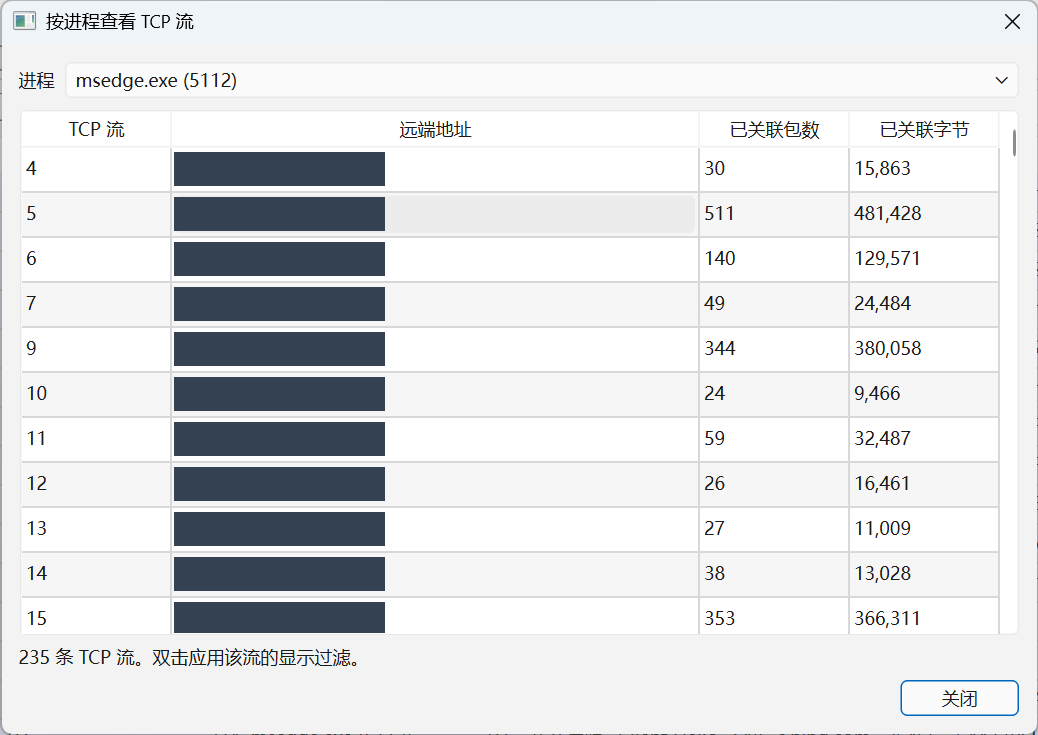 按进程查看 TCP 流
进程 msedge.exe (5112)
TCP 流 远端地址 已关联包数 已关联字节
4 30 15,863
5 511 481,428
6 140 129,571
7 49 24,484
9 344 380,058
10 24 9,466
11 59 32,487
12 26 16,461
13 27 11,009
14 38 13,028
15 353 366,311
235 条 TCP 流。双击应用该流的显示过滤。
关闭